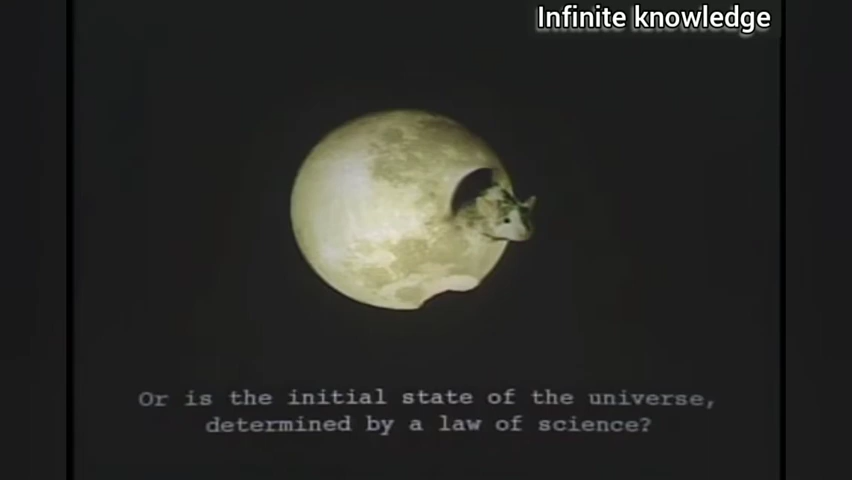 Infinite knowledge
Or is the initial state of the universe,
determined by a law of science?